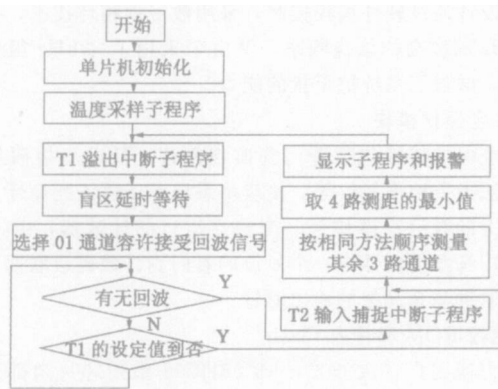 开始
单片机初始化
温度采样子程序
T1 溢出中断子程序
盲区延时等待
选择 01 通道容许接受回波信号
有无回波
Y
N
T1 的设定值到否
Y
显示子程序和报警
取 4 路测距的最小值
按相同方法顺序测量
其余 3 路通道
T2 输入捕捉中断子程序